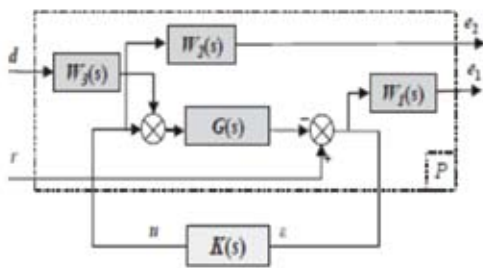 e₂
W₂(s)
d
W₃(s)
W₁(s)
e₁
G(s)
-
+
r
P
u
ε
K(s)